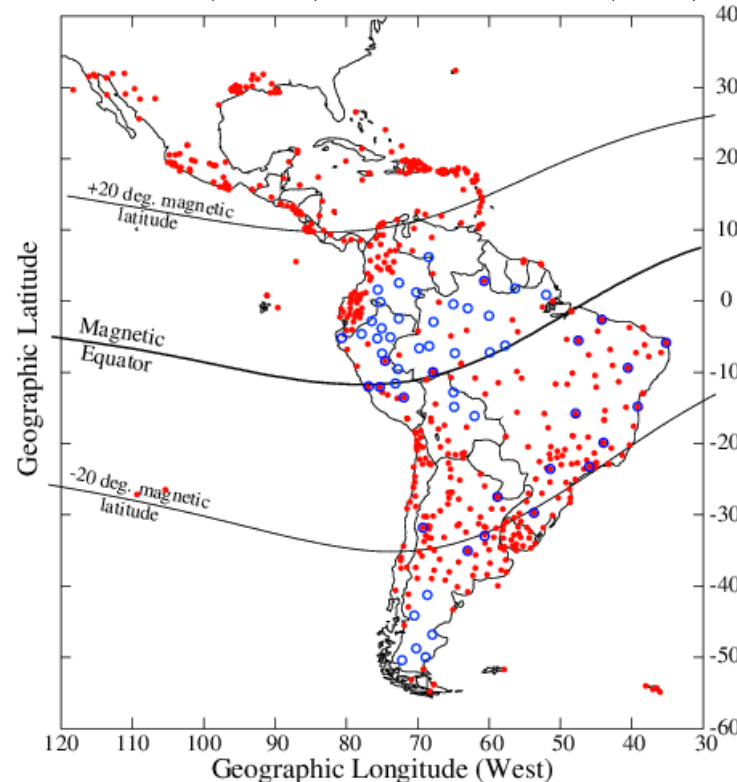 40
30
20
10
0
-10
-20
-30
-40
-50
-60
Geographic Latitude
+20 deg. magnetic
latitude
Magnetic
Equator
-20 deg. magnetic
latitude
120 110 100 90 80 70 60 50 40 30
Geographic Longitude (West)